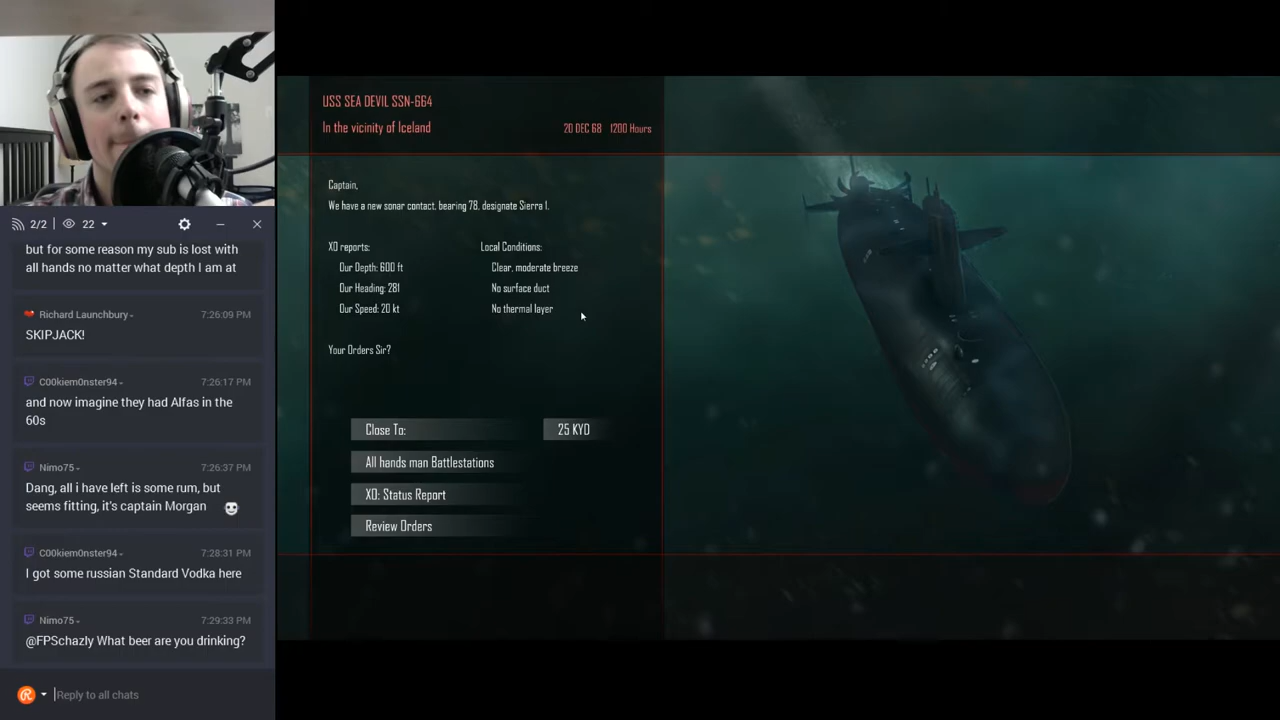 2/2 22
but for some reason my sub is lost with
all hands no matter what depth I am at
Richard Launchbury 7:26:09 PM
SKIPJACK!
C00kiem0nster94 7:26:17 PM
and now imagine they had Alfas in the
60s
Nimo75 7:26:37 PM
Dang, all i have left is some rum, but
seems fitting, it's captain Morgan
C00kiem0nster94 7:28:31 PM
I got some russian Standard Vodka here
Nimo75 7:29:33 PM
@FPSchazly What beer are you drinking?
Reply to all chats
USS SEA DEVIL SSN-664
In the vicinity of Iceland 20 DEC 68 1200 Hours
Captain,
We have a new sonar contact, bearing 78, designate Sierra 1.
XO reports: Local Conditions:
Our Depth: 600 ft Clear, moderate breeze
Our Heading: 281 No surface duct
Our Speed: 20 kt No thermal layer
Your Orders Sir?
Close To: 25 KYD
All hands man Battlestations
XO: Status Report
Review Orders